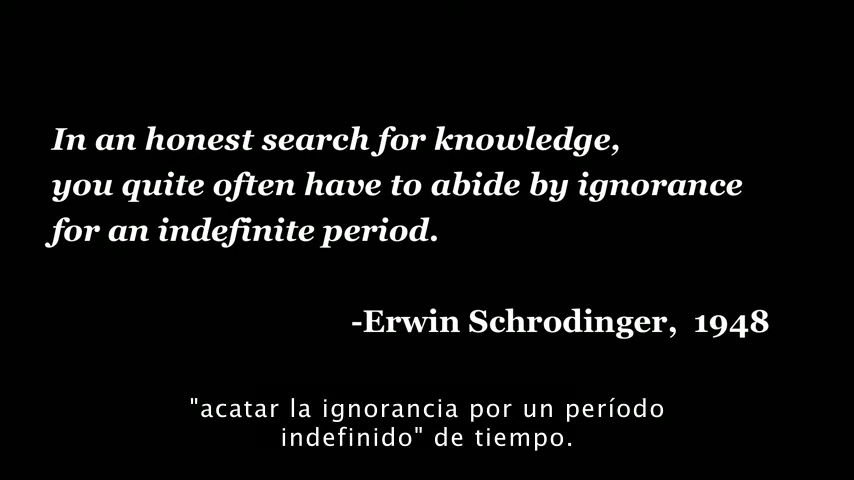 In an honest search for knowledge,
you quite often have to abide by ignorance
for an indefinite period.
-Erwin Schrodinger, 1948
"acatar la ignorancia por un período
indefinido" de tiempo.